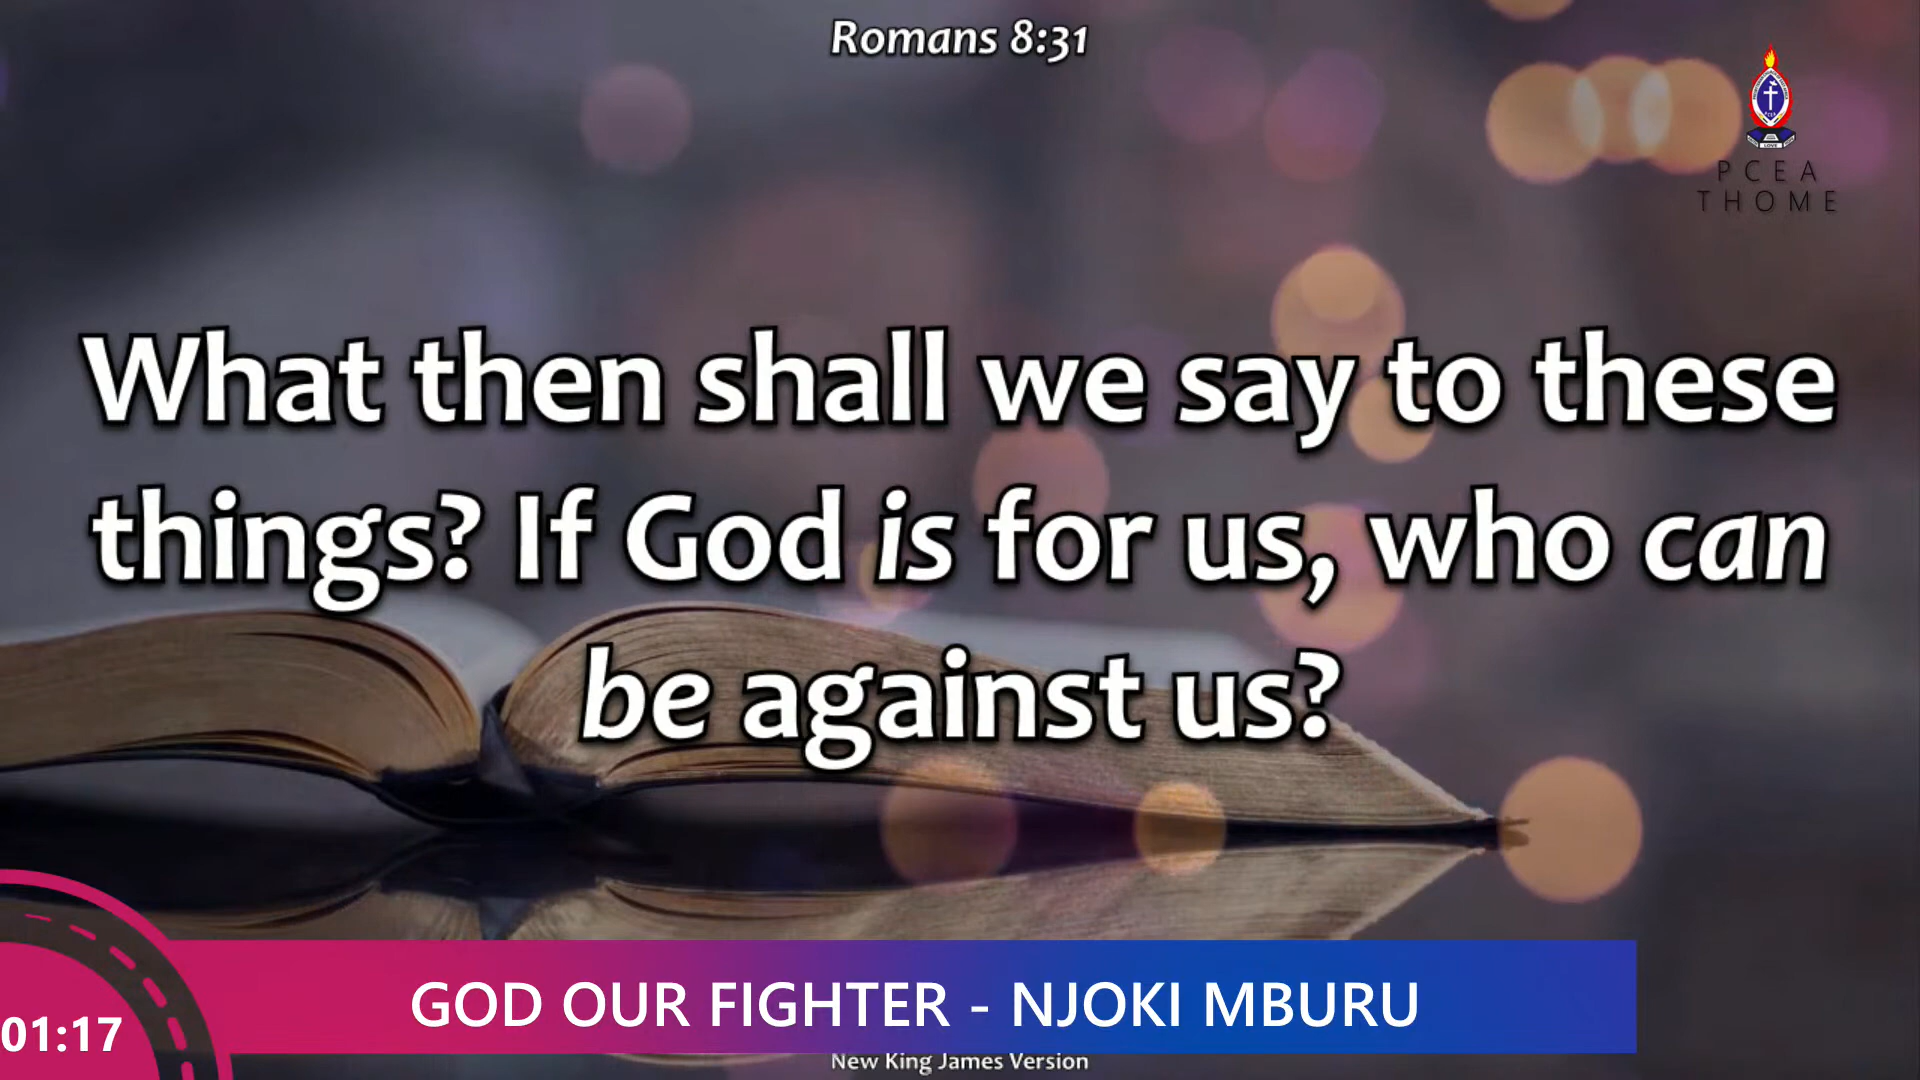 Romans 8:31
PCEA
THOME
What then shall we say to these
things? If God is for us, who can
be against us?
GOD OUR FIGHTER - NJOKI MBURU
01:17
New King James Version